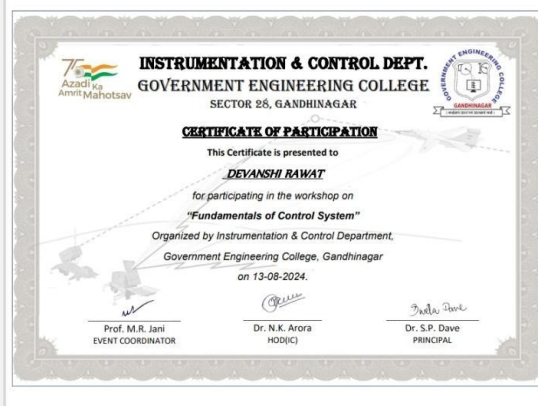 75
Azadi Ka
Amrit Mahotsav
INSTRUMENTATION & CONTROL DEPT.
GOVERNMENT ENGINEERING COLLEGE
SECTOR 28, GANDHINAGAR
GOVERNMENT ENGINEERING COLLEGE
GANDHINAGAR
CERTIFICATE OF PARTICIPATION
This Certificate is presented to
DEVANSHI RAWAT
for participating in the workshop on
“Fundamentals of Control System”
Organized by Instrumentation & Control Department,
Government Engineering College, Gandhinagar
on 13-08-2024.
Prof. M.R. Jani
EVENT COORDINATOR
Dr. N.K. Arora
HOD(IC)
Dr. S.P. Dave
PRINCIPAL